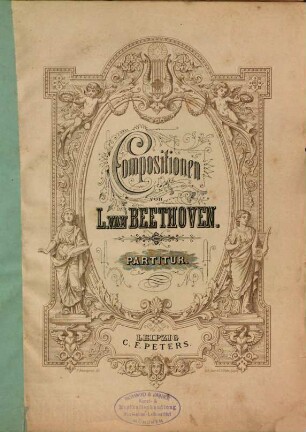 Compositionen
VON
L. VAN BEETHOVEN.
PARTITUR.
LEIPZIG
C. F. PETERS.